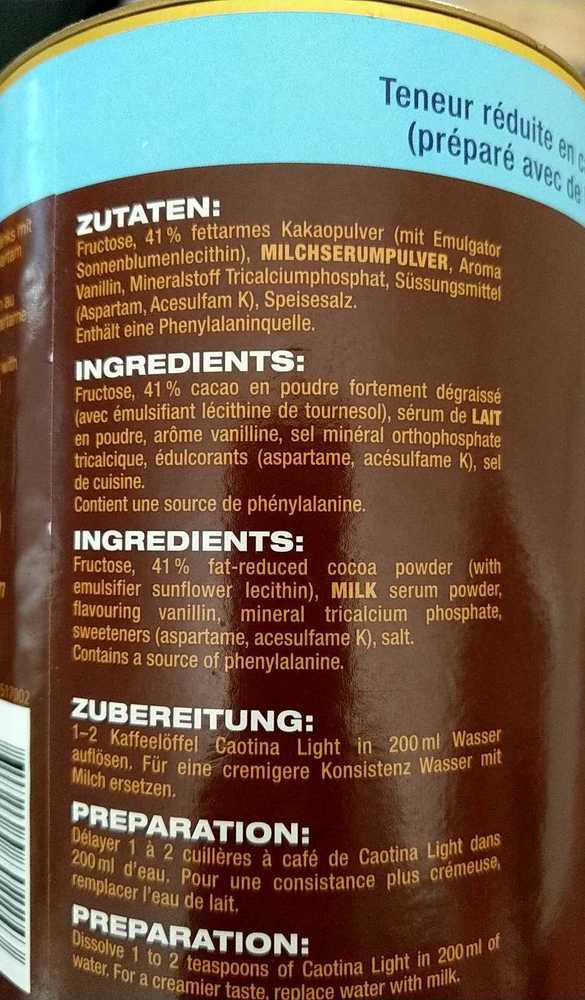 Teneur réduite en
(préparé avec de
ZUTATEN:
Fructose, 41 % fettarmes Kakaopulver (mit Emulgator
Sonnenblumenlecithin), MILCHSERUMPULVER, Aroma
Vanillin, Mineralstoff Tricalciumphosphat, Süssungsmittel
(Aspartam, Acesulfam K), Speisesalz.
Enthält eine Phenylalaninquelle.
INGREDIENTS:
Fructose, 41 % cacao en poudre fortement dégraissé
(avec émulsifiant lécithine de tournesol), sérum de LAIT
en poudre, arôme vanilline, sel minéral orthophosphate
tricalcique, édulcorants (aspartame, acésulfame K), sel
de cuisine.
Contient une source de phénylalanine.
INGREDIENTS:
Fructose, 41 % fat-reduced cocoa powder (with
emulsifier sunflower lecithin), MILK serum powder,
flavouring vanillin, mineral tricalcium phosphate,
sweeteners (aspartame, acesulfame K), salt.
Contains a source of phenylalanine.
ZUBEREITUNG:
1–2 Kaffeelöffel Caotina Light in 200 ml Wasser
auflösen. Für eine cremigere Konsistenz Wasser mit
Milch ersetzen.
PREPARATION:
Délayer 1 à 2 cuillères à café de Caotina Light dans
200 ml d'eau. Pour une consistance plus crémeuse,
remplacer l'eau de lait.
PREPARATION:
Dissolve 1 to 2 teaspoons of Caotina Light in 200 ml of
water. For a creamier taste, replace water with milk.